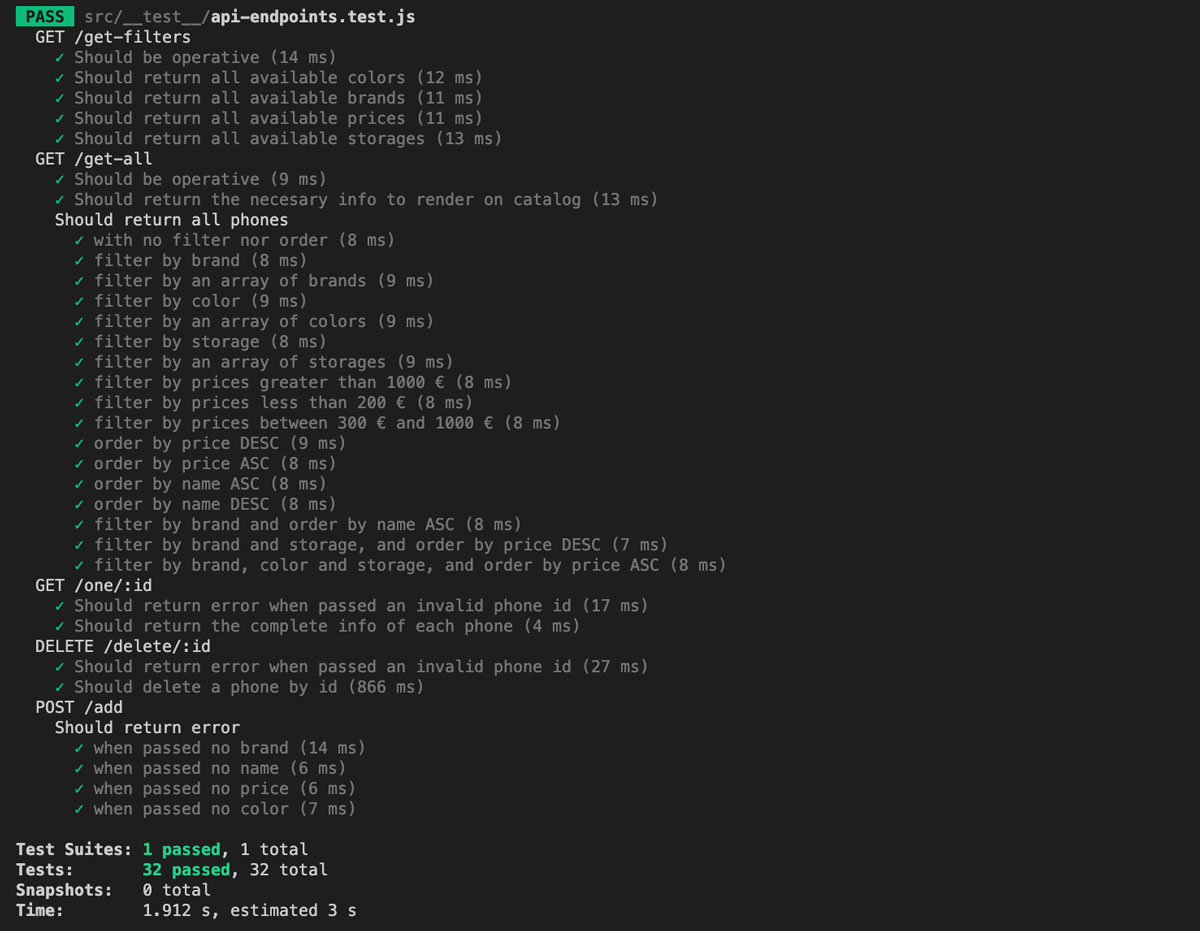 PASS src/__test__/api-endpoints.test.js
GET /get-filters
✓ Should be operative (14 ms)
✓ Should return all available colors (12 ms)
✓ Should return all available brands (11 ms)
✓ Should return all available prices (11 ms)
✓ Should return all available storages (13 ms)
GET /get-all
✓ Should be operative (9 ms)
✓ Should return the necesary info to render on catalog (13 ms)
Should return all phones
✓ with no filter nor order (8 ms)
✓ filter by brand (8 ms)
✓ filter by an array of brands (9 ms)
✓ filter by color (9 ms)
✓ filter by an array of colors (9 ms)
✓ filter by storage (8 ms)
✓ filter by an array of storages (9 ms)
✓ filter by prices greater than 1000 € (8 ms)
✓ filter by prices less than 200 € (8 ms)
✓ filter by prices between 300 € and 1000 € (8 ms)
✓ order by price DESC (9 ms)
✓ order by price ASC (8 ms)
✓ order by name ASC (8 ms)
✓ order by name DESC (8 ms)
✓ filter by brand and order by name ASC (8 ms)
✓ filter by brand and storage, and order by price DESC (7 ms)
✓ filter by brand, color and storage, and order by price ASC (8 ms)
GET /one/:id
✓ Should return error when passed an invalid phone id (17 ms)
✓ Should return the complete info of each phone (4 ms)
DELETE /delete/:id
✓ Should return error when passed an invalid phone id (27 ms)
✓ Should delete a phone by id (866 ms)
POST /add
Should return error
✓ when passed no brand (14 ms)
✓ when passed no name (6 ms)
✓ when passed no price (6 ms)
✓ when passed no color (7 ms)
Test Suites: 1 passed, 1 total
Tests: 32 passed, 32 total
Snapshots: 0 total
Time: 1.912 s, estimated 3 s